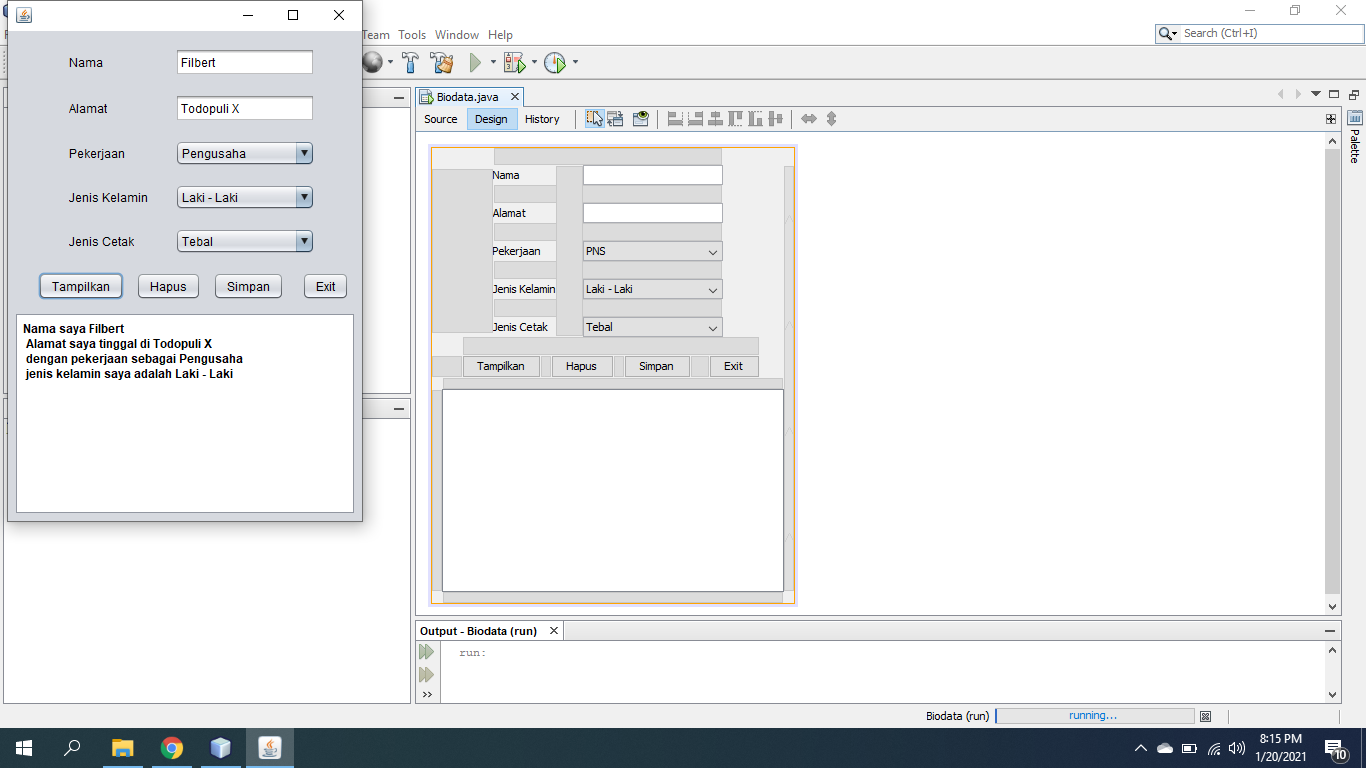 Nama
Filbert
Alamat
Todopuli X
Pekerjaan
Pengusaha
Jenis Kelamin
Laki - Laki
Jenis Cetak
Tebal
Tampilkan Hapus Simpan Exit
Nama saya Filbert
Alamat saya tinggal di Todopuli X
dengan pekerjaan sebagai Pengusaha
jenis kelamin saya adalah Laki - Laki
Team Tools Window Help
Search (Ctrl+I)
Biodata.java
Source Design History
Palette
Nama
Alamat
Pekerjaan
PNS
Jenis Kelamin
Laki - Laki
Jenis Cetak
Tebal
Tampilkan Hapus Simpan Exit
Output - Biodata (run)
run:
Biodata (run)
running...
8:15 PM
1/20/2021
10